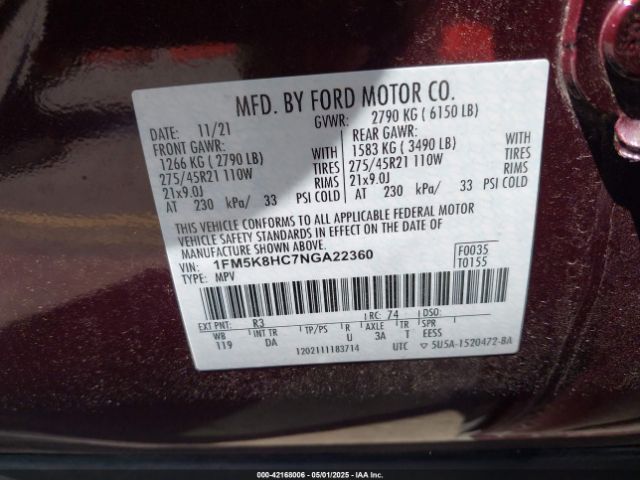 MFD. BY FORD MOTOR CO.
DATE: 11/21 GVWR: 2790 KG ( 6150 LB)
FRONT GAWR: REAR GAWR:
1266 KG ( 2790 LB) WITH 1583 KG ( 3490 LB) WITH
275/45R21 110W TIRES 275/45R21 110W TIRES
21x9.0J RIMS 21x9.0J RIMS
AT 230 kPa/ 33 PSI COLD AT 230 kPa/ 33 PSI COLD
THIS VEHICLE CONFORMS TO ALL APPLICABLE FEDERAL MOTOR
VEHICLE SAFETY STANDARDS IN EFFECT ON THE DATE OF
MANUFACTURE SHOWN ABOVE.
VIN: 1FM5K8HC7NGA22360 F0035
TYPE: MPV T0155
EXT PNT: R3 RC: 74 DSO:
WB INT TR TP/PS R AXLE TR SPR
119 DA U 3A T EESS
1202111183714 UTC 5U5A-1520472-BA
000-42168006 - 05/01/2025 - IAAI.com